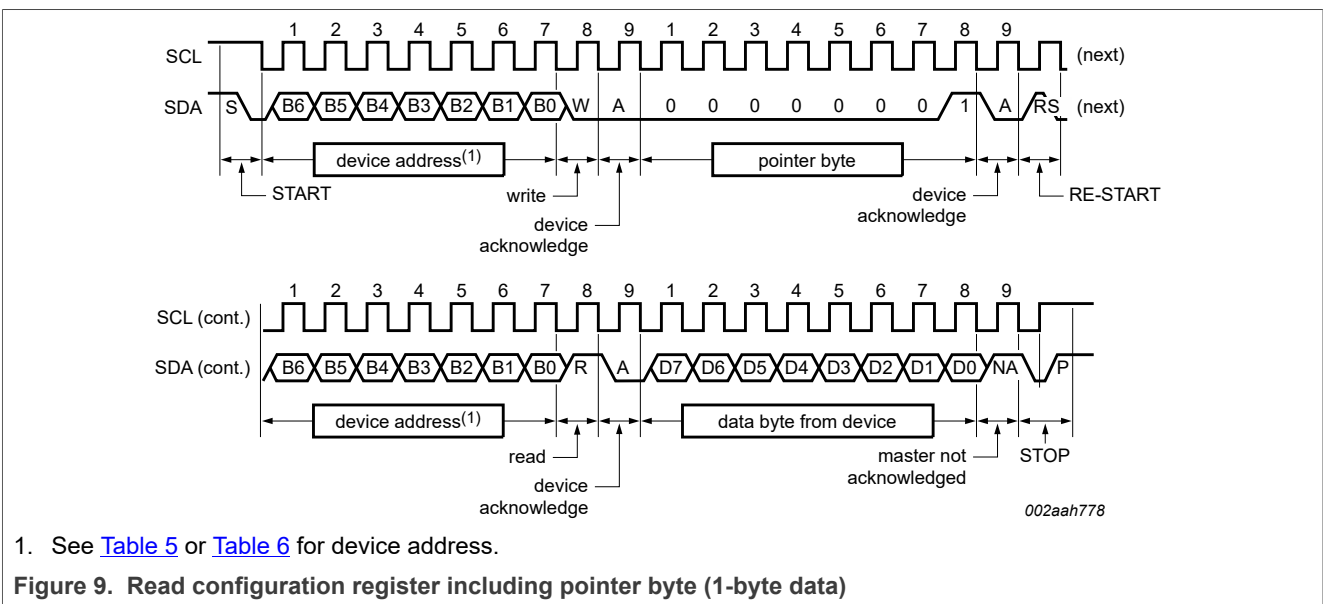 1 2 3 4 5 6 7 8 9 1 2 3 4 5 6 7 8 9
SCL (next)
SDA S B6 B5 B4 B3 B2 B1 B0 W A 0 0 0 0 0 0 0 1 A RS (next)
device address(1) pointer byte
START write device RE-START
device acknowledge
acknowledge
1 2 3 4 5 6 7 8 9 1 2 3 4 5 6 7 8 9
SCL (cont.)
SDA (cont.) B6 B5 B4 B3 B2 B1 B0 R A D7 D6 D5 D4 D3 D2 D1 D0 NA P
device address(1) data byte from device
read master not STOP
device acknowledged
acknowledge 002aah778
1. See Table 5 or Table 6 for device address.
Figure 9. Read configuration register including pointer byte (1-byte data)